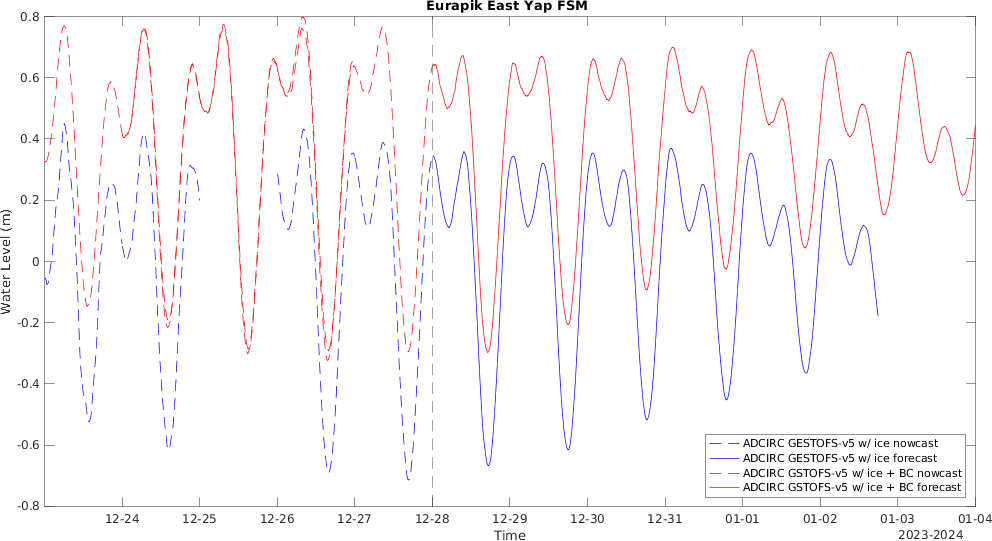 Eurapik East Yap FSM
Water Level (m)
0.8
0.6
0.4
0.2
0
-0.2
-0.4
-0.6
-0.8
12-24 12-25 12-26 12-27 12-28 12-29 12-30 12-31 01-01 01-02 01-03 01-04
Time
2023-2024
ADCIRC GESTOFS-v5 w/ ice nowcast
ADCIRC GESTOFS-v5 w/ ice forecast
ADCIRC GSTOFS-v5 w/ ice + BC nowcast
ADCIRC GSTOFS-v5 w/ ice + BC forecast